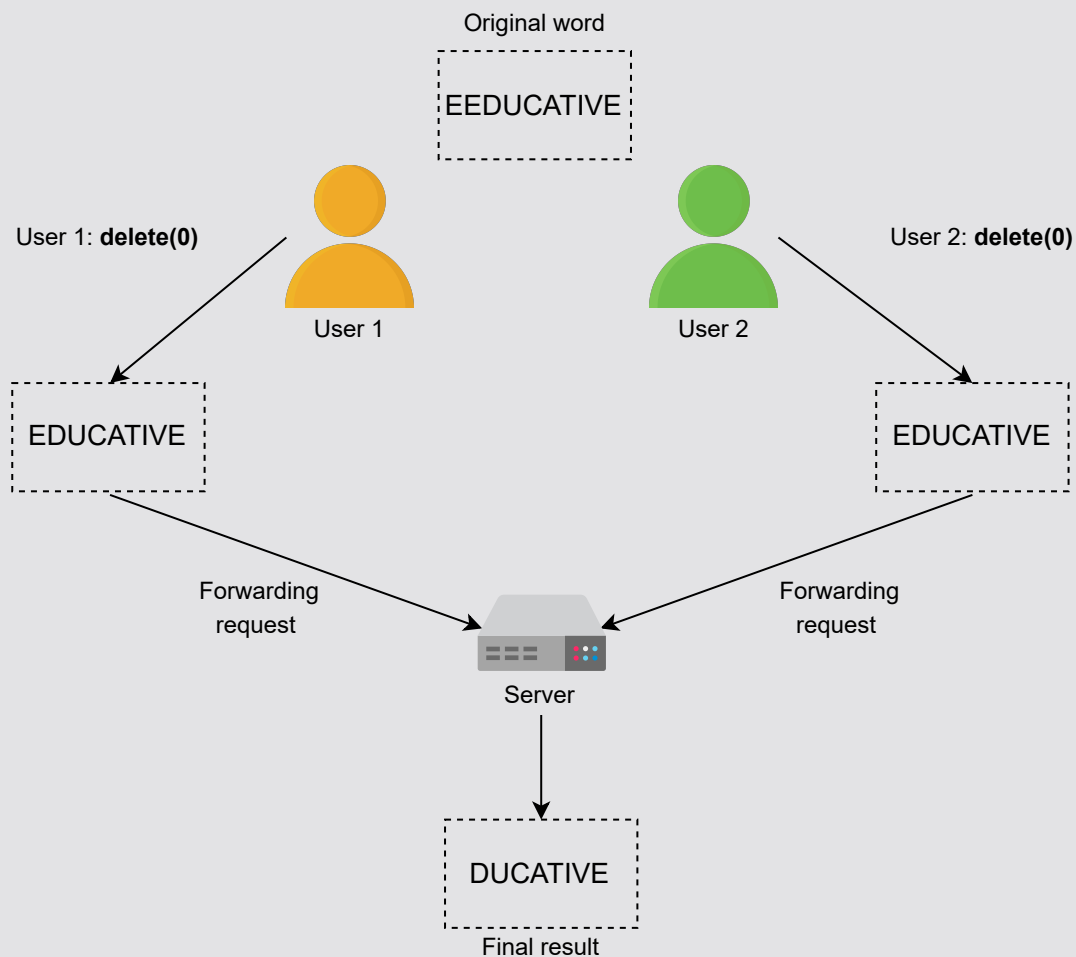 Original word
EEDUCATIVE
User 1: delete(0)
User 2: delete(0)
User 1
User 2
EDUCATIVE
EDUCATIVE
Forwarding
request
Forwarding
request
Server
DUCATIVE
Final result